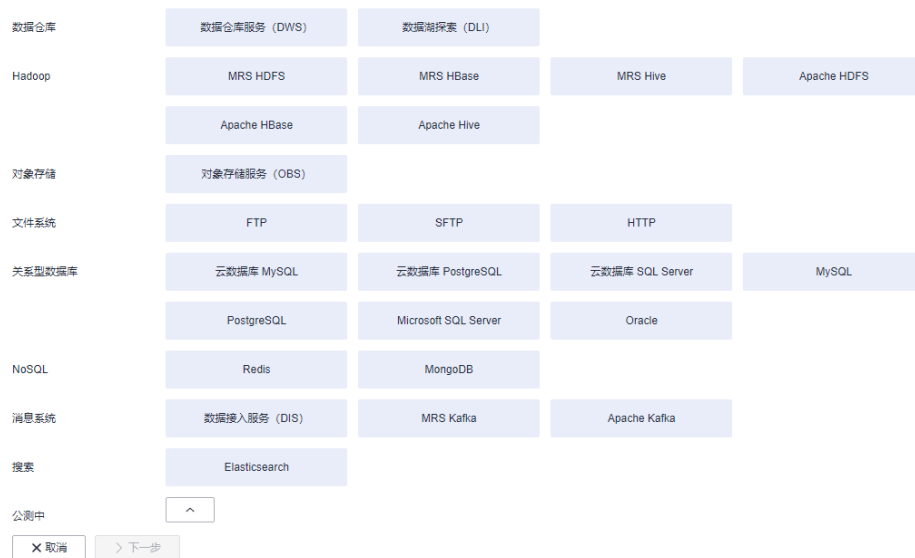 数据仓库 数据仓库服务（DWS） 数据湖探索（DLI）
Hadoop MRS HDFS MRS HBase MRS Hive Apache HDFS
Apache HBase Apache Hive
对象存储 对象存储服务（OBS）
文件系统 FTP SFTP HTTP
关系型数据库 云数据库 MySQL 云数据库 PostgreSQL 云数据库 SQL Server MySQL
PostgreSQL Microsoft SQL Server Oracle
NoSQL Redis MongoDB
消息系统 数据接入服务（DIS） MRS Kafka Apache Kafka
搜索 Elasticsearch
公测中
取消 下一步